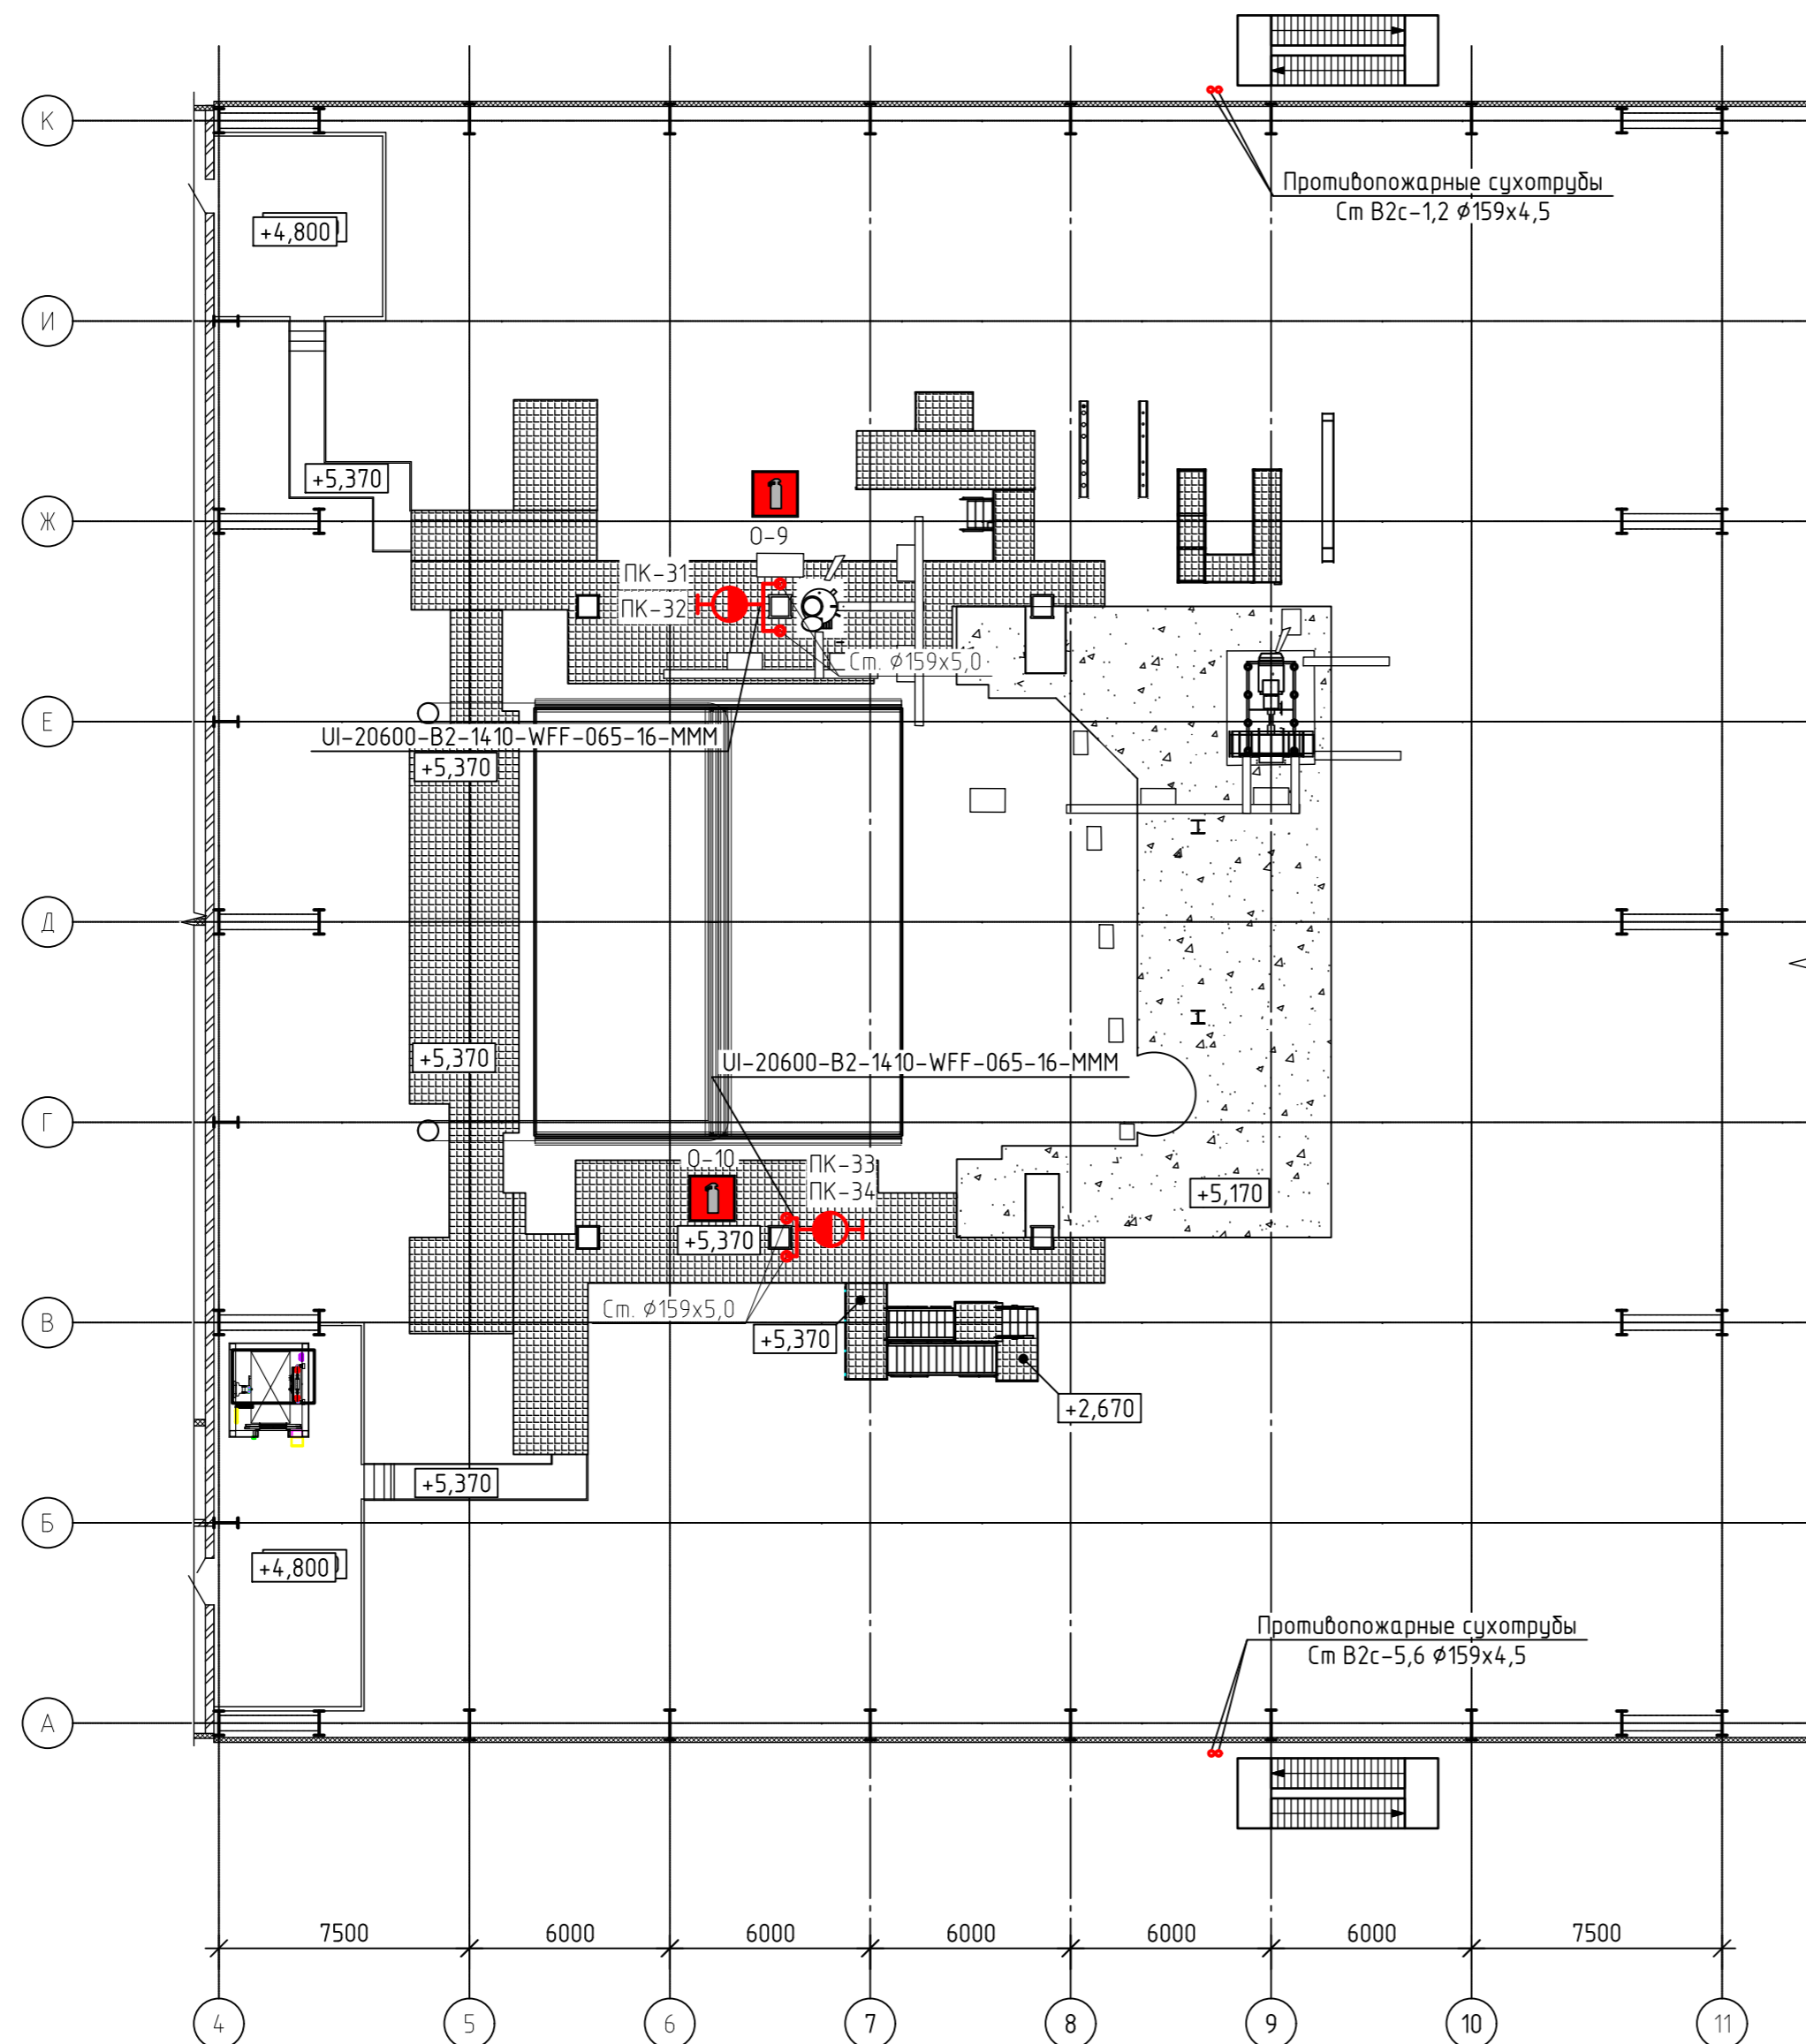 К
Противопожарные сухотрубы
Ст В2с-1,2 ⌀159х4,5
+4,800
И
+5,370
Ж
О-9
ПК-31
ПК-32
Ст. ⌀159х5,0
Е
UI-20600-B2-1410-WFF-065-16-MMM
+5,370
Д
+5,370
UI-20600-B2-1410-WFF-065-16-MMM
Г
О-10
ПК-33
ПК-34
+5,170
+5,370
Ст. ⌀159х5,0
В
+5,370
+2,670
+5,370
Б
+4,800
Противопожарные сухотрубы
Ст В2с-5,6 ⌀159х4,5
А
7500 6000 6000 6000 6000 6000 7500
4 5 6 7 8 9 10 11